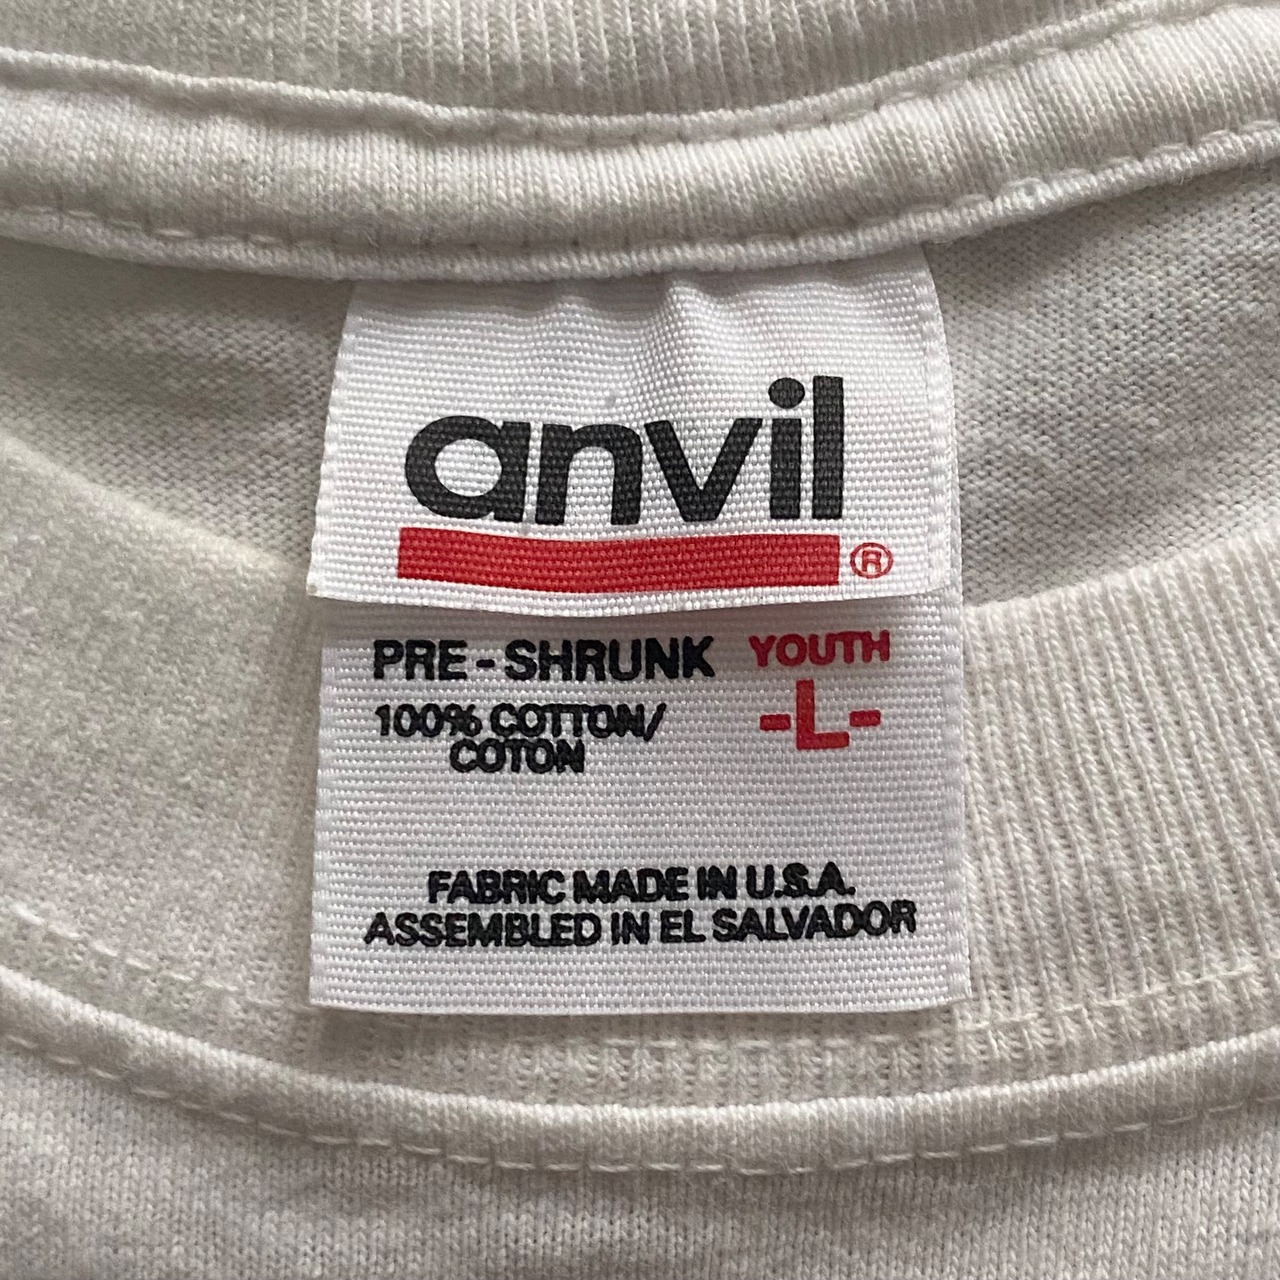 anvil
®
PRE-SHRUNK
YOUTH
-L-
100% COTTON/
COTON
FABRIC MADE IN U.S.A.
ASSEMBLED IN EL SALVADOR